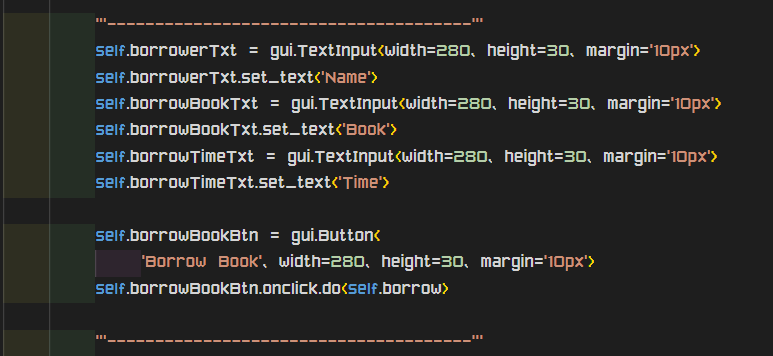 '''--------------------------------------'''
self.borrowerTxt = gui.TextInput(width=280, height=30, margin='10px')
self.borrowerTxt.set_text('Name')
self.borrowBookTxt = gui.TextInput(width=280, height=30, margin='10px')
self.borrowBookTxt.set_text('Book')
self.borrowTimeTxt = gui.TextInput(width=280, height=30, margin='10px')
self.borrowTimeTxt.set_text('Time')
self.borrowBookBtn = gui.Button(
'Borrow Book', width=280, height=30, margin='10px')
self.borrowBookBtn.onclick.do(self.borrow)
'''--------------------------------------'''